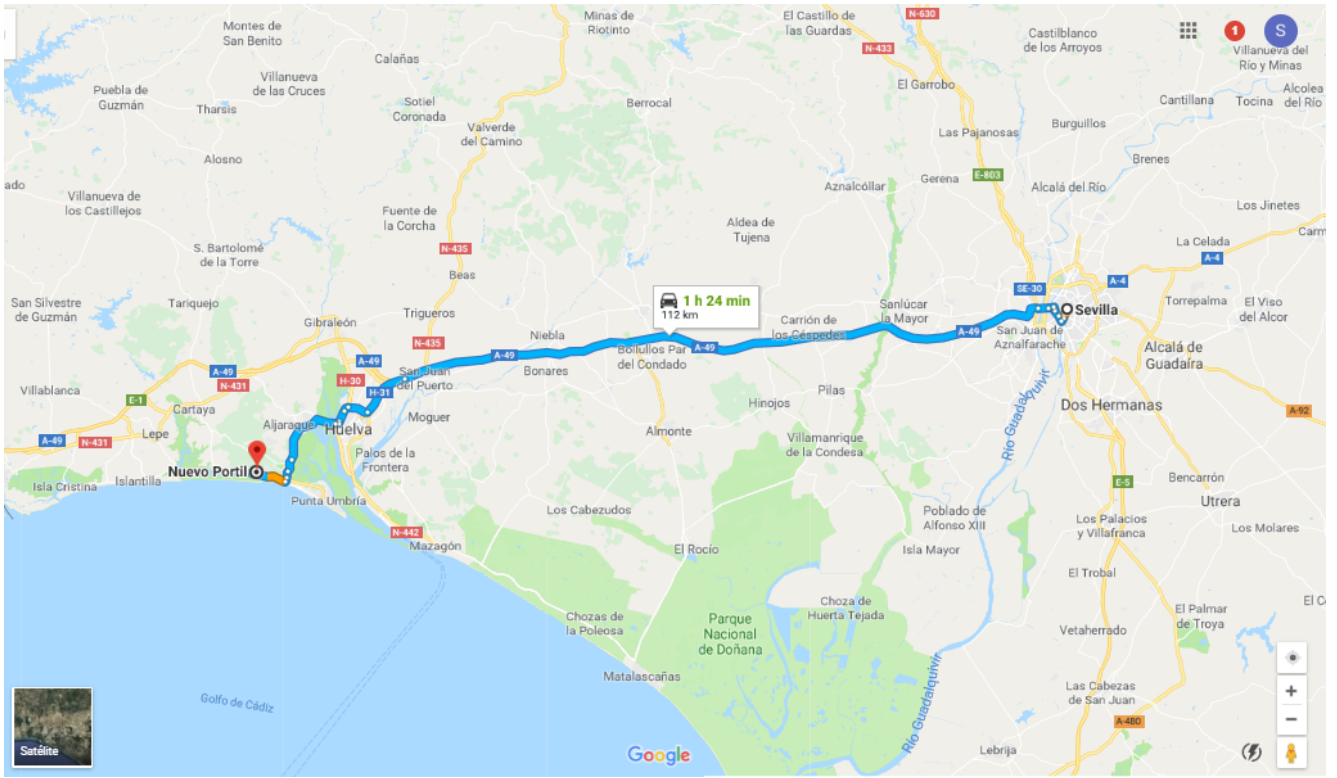 Minas de
Riotinto
El Castillo de
las Guardas
N-630
Montes de
San Benito
1
S
Castilblanco
de los Arroyos
N-433
Villanueva del
Río y Minas
Calañas
Villanueva
de las Cruces
Puebla de
Guzmán
Tharsis
El Garrobo
Alcolea
del Río
Cantillana
Tocina
Sotiel
Coronada
Berrocal
Valverde
del Camino
Las Pajanosas
Burguillos
Alosno
Brenes
ado
Villanueva de
los Castillejos
Aznalcóllar
Gerena
E-803
Alcalá del Río
Fuente de
la Corcha
Los Jinetes
Aldea de
Tujena
Carm
S. Bartolomé
de la Torre
N-435
La Celada
A-4
Beas
San Silvestre
de Guzmán
Tariquejo
SE-30
A-4
1 h 24 min
112 km
Sevilla
Torrepalma
El Viso
del Alcor
Sanlúcar
la Mayor
Trigueros
Gibraleón
Niebla
Carrión de
los Céspedes
A-49
San Juan de
Aznalfarache
N-435
A-49
A-49
Bollullos Par
del Condado
Alcalá de
Guadaíra
A-49
A-49
N-431
H-30
San Juan
del Puerto
Bonares
Villablanca
E-1
H-31
Pilas
Cartaya
Hinojos
Río Guadalquivir
Dos Hermanas
A-92
Moguer
Aljaraque
Huelva
Almonte
Lepe
A-49
N-431
Villamanrique
de la Condesa
Palos de la
Frontera
Nuevo Portil
Isla Cristina
Islantilla
E-5
Bencarrón
Punta Umbría
Utrera
Los Cabezudos
Poblado de
Alfonso XIII
Los Palacios
y Villafranca
Los Molares
N-442
Mazagón
El Rocío
Isla Mayor
El Trobal
Chozas de
la Poleosa
Choza de
Huerta Tejada
El C
El Palmar
de Troya
Parque
Nacional
de Doñana
Vetaherrado
Matalascañas
Río Guadalquivir
Las Cabezas
de San Juan
Golfo de Cádiz
A-480
Satélite
Google
Lebrija
+
−